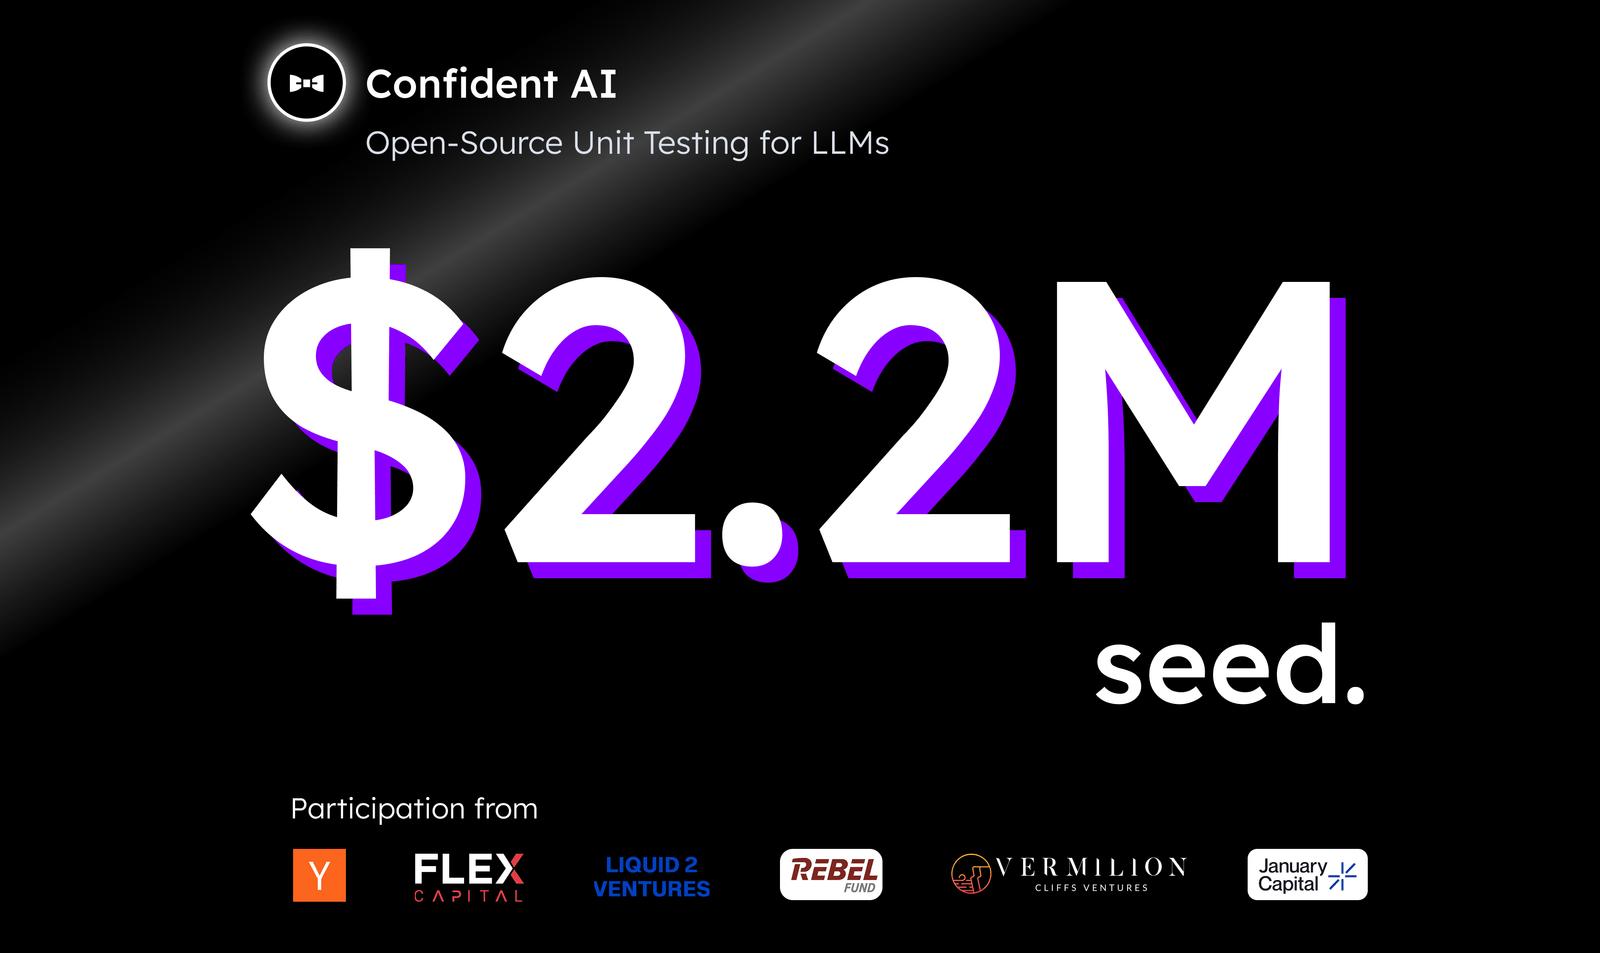 Confident AI
Open-Source Unit Testing for LLMs
$2.2M
seed.
Participation from
Y
FLEX
CAPITAL
LIQUID 2
VENTURES
REBEL
FUND
VERMILION
CLIFFS VENTURES
January
Capital